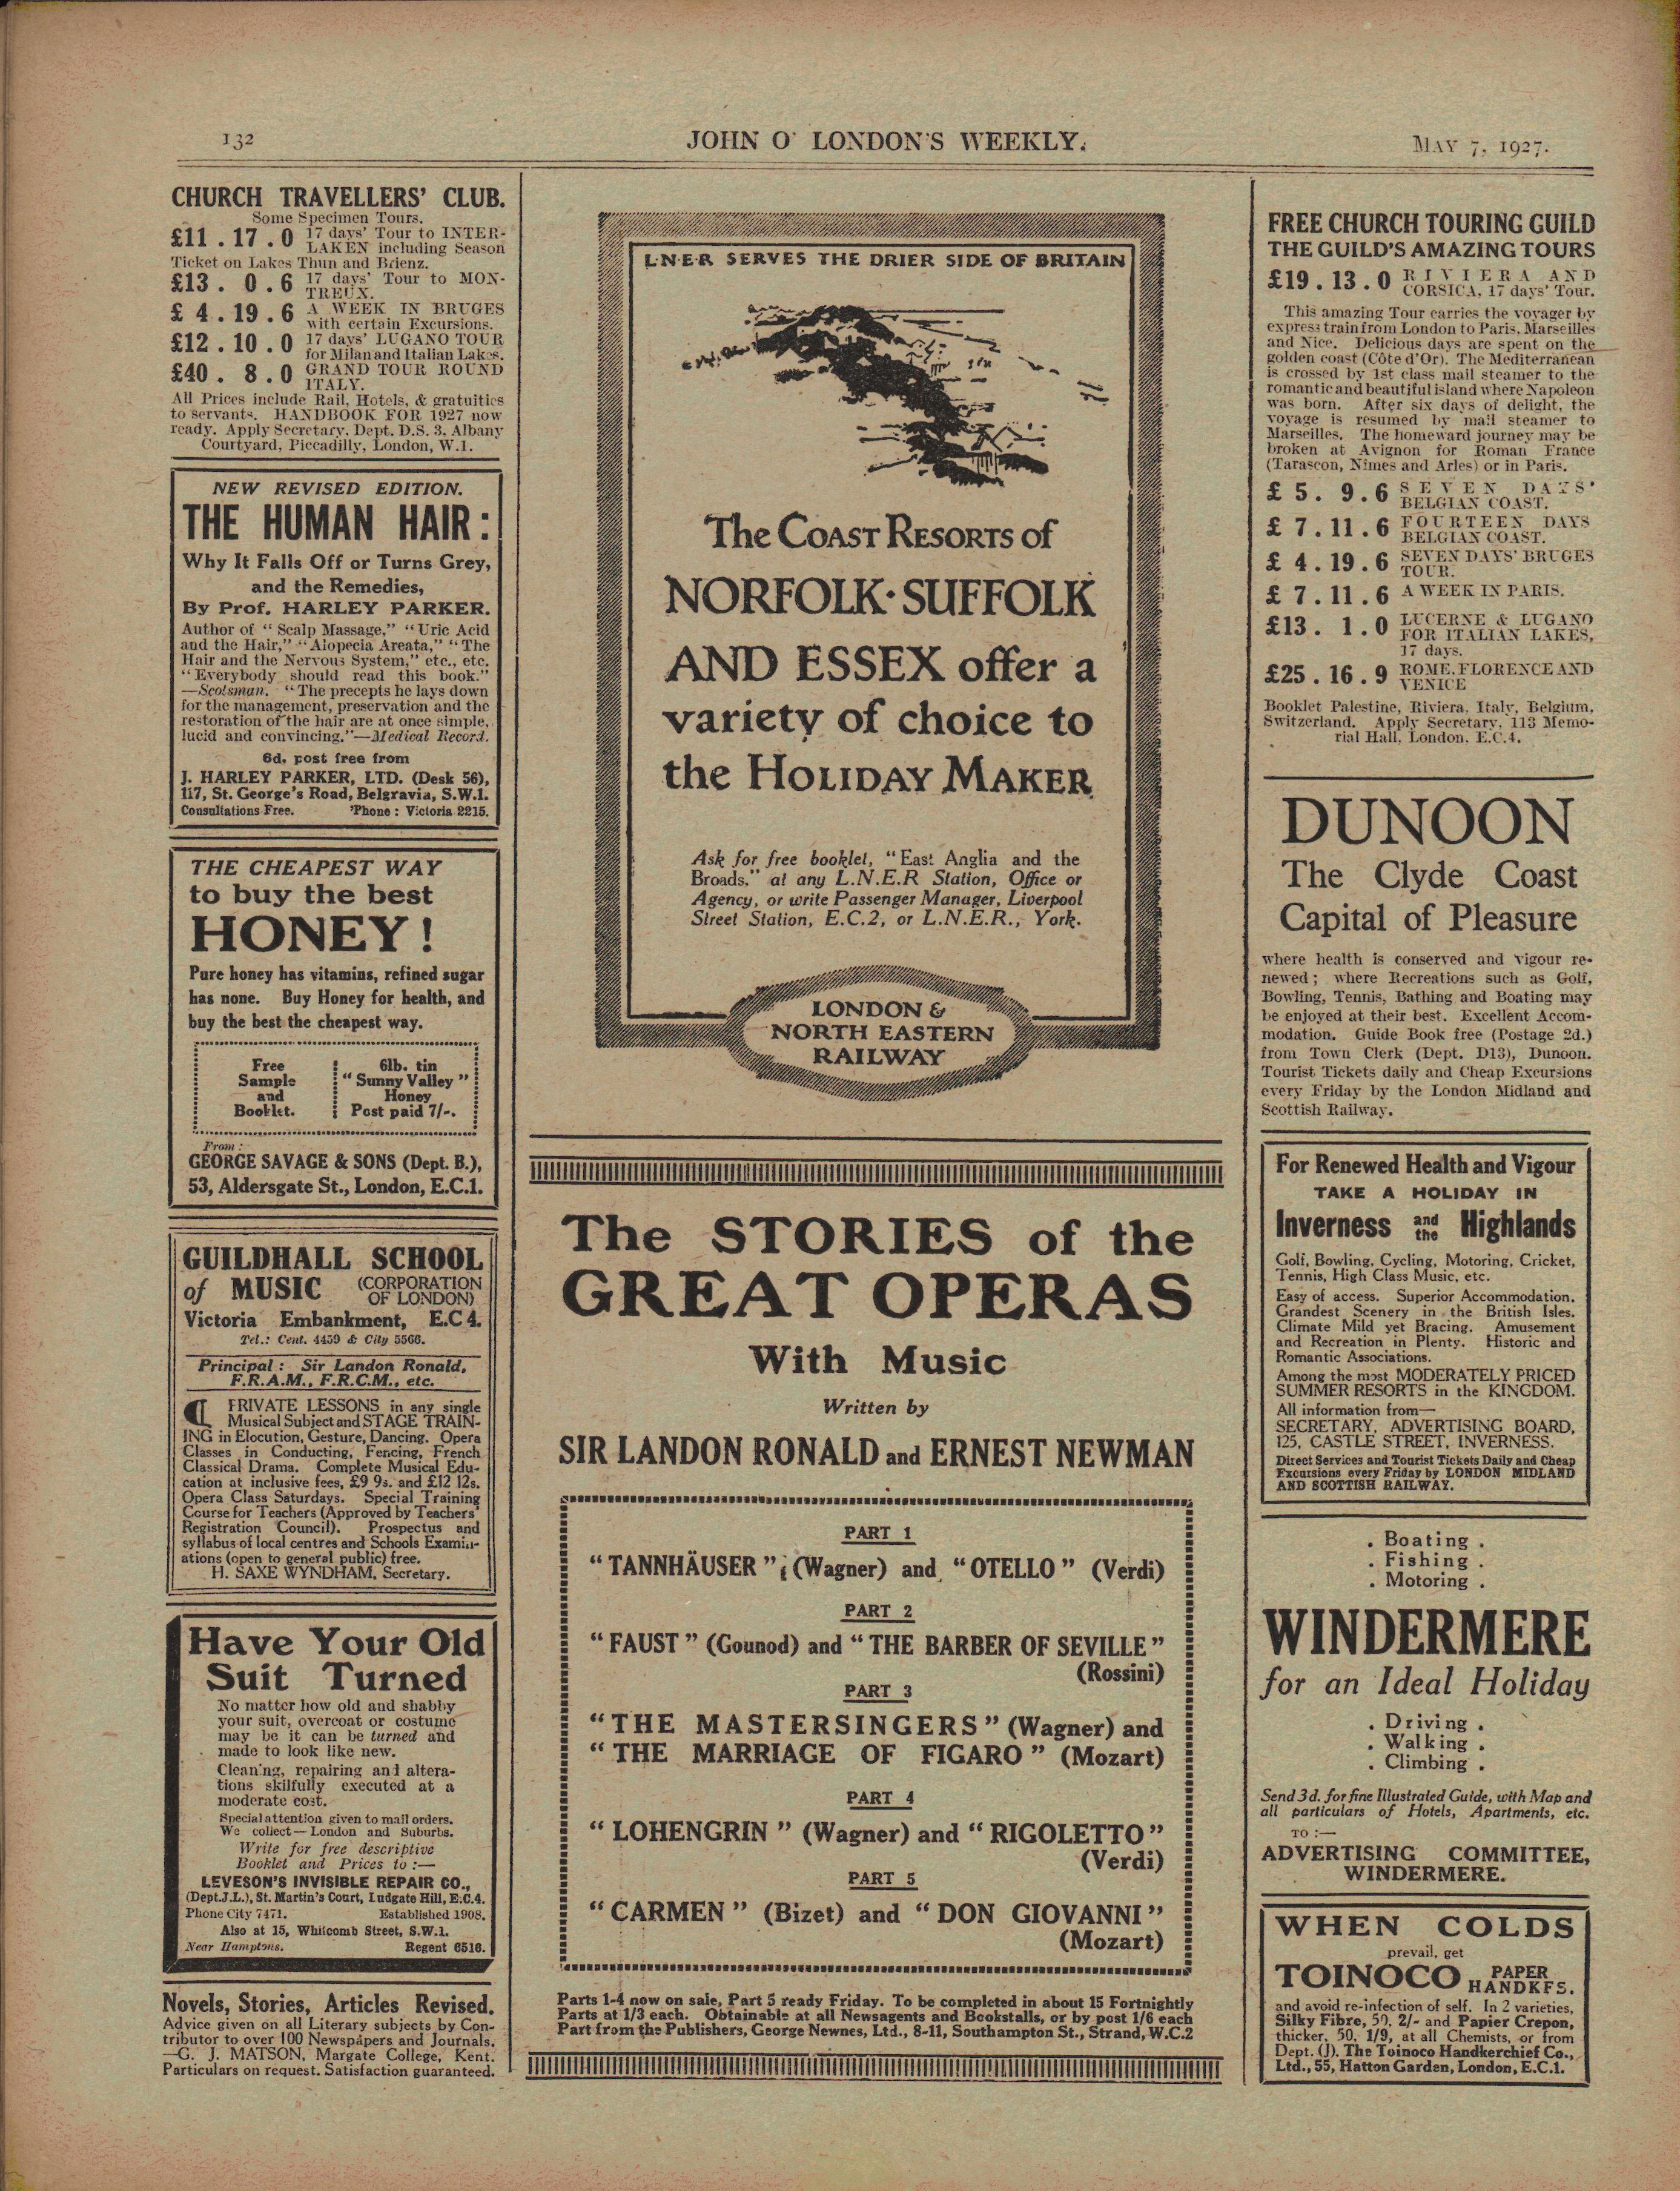 132
JOHN O' LONDON'S WEEKLY.
MAY 7, 1927.
CHURCH TRAVELLERS' CLUB.
Some Specimen Tours.
£11 . 17 . 0 17 days' Tour to INTER-
LAKEN including Season
Ticket on Lakes Thun and Brienz.
£13 . 0 . 6 17 days' Tour to MON-
TREUX.
£ 4 . 19 . 6 A WEEK IN BRUGES
with certain Excursions.
£12 . 10 . 0 17 days' LUGANO TOUR
for Milan and Italian Lakes.
£40 . 8 . 0 GRAND TOUR ROUND
ITALY.
All Prices include Rail, Hotels, & gratuities
to servants. HANDBOOK FOR 1927 now
ready. Apply Secretary, Dept. D.S. 3. Albany
Courtyard, Piccadilly, London, W.1.
NEW REVISED EDITION.
THE HUMAN HAIR:
Why It Falls Off or Turns Grey,
and the Remedies,
By Prof. HARLEY PARKER.
Author of "Scalp Massage," "Uric Acid
and the Hair," "Alopecia Areata," "The
Hair and the Nervous System," etc., etc.
"Everybody should read this book."
—Scotsman. "The precepts he lays down
for the management, preservation and the
restoration of the hair are at once simple,
lucid and convincing."—Medical Record.
6d. post free from
J. HARLEY PARKER, LTD. (Desk 56),
117, St. George's Road, Belgravia, S.W.1.
Consultations Free. 'Phone : Victoria 2215.
THE CHEAPEST WAY
to buy the best
HONEY!
Pure honey has vitamins, refined sugar
has none. Buy Honey for health, and
buy the best the cheapest way.
Free
Sample
and
Booklet.
6lb. tin
"Sunny Valley"
Honey
Post paid 7/-.
From :
GEORGE SAVAGE & SONS (Dept. B.),
53, Aldersgate St., London, E.C.1.
GUILDHALL SCHOOL
of MUSIC (CORPORATION
OF LONDON)
Victoria Embankment, E.C 4.
Tel.: Cent. 4459 & City 5566.
Principal : Sir Landon Ronald,
F.R.A.M., F.R.C.M., etc.
¶ PRIVATE LESSONS in any single
Musical Subject and STAGE TRAIN-
ING in Elocution, Gesture, Dancing. Opera
Classes in Conducting, Fencing, French
Classical Drama. Complete Musical Edu-
cation at inclusive fees, £9 9s. and £12 12s.
Opera Class Saturdays. Special Training
Course for Teachers (Approved by Teachers'
Registration Council). Prospectus and
syllabus of local centres and Schools Examin-
ations (open to general public) free.
H. SAXE WYNDHAM, Secretary.
Have Your Old
Suit Turned
No matter how old and shabby
your suit, overcoat or costume
may be it can be turned and
made to look like new.
Cleaning, repairing and altera-
tions skilfully executed at a
moderate cost.
Special attention given to mail orders.
We collect—London and Suburbs.
Write for free descriptive
Booklet and Prices to :—
LEVESON'S INVISIBLE REPAIR CO.,
(Dept.J.L.), St. Martin's Court, Ludgate Hill, E.C.4.
Phone City 7471. Established 1908.
Also at 15, Whitcomb Street, S.W.1.
Near Hamptons. Regent 6516.
Novels, Stories, Articles Revised.
Advice given on all Literary subjects by Con-
tributor to over 100 Newspapers and Journals.
—G. J. MATSON, Margate College, Kent.
Particulars on request. Satisfaction guaranteed.
L·N·E·R SERVES THE DRIER SIDE OF BRITAIN
The COAST RESORTS of
NORFOLK·SUFFOLK
AND ESSEX offer a
variety of choice to
the HOLIDAY MAKER
Ask for free booklet, "East Anglia and the
Broads," at any L.N.E.R Station, Office or
Agency, or write Passenger Manager, Liverpool
Street Station, E.C.2, or L.N.E.R., York.
LONDON &
NORTH EASTERN
RAILWAY
The STORIES of the
GREAT OPERAS
With Music
Written by
SIR LANDON RONALD and ERNEST NEWMAN
PART 1
"TANNHÄUSER" (Wagner) and "OTELLO" (Verdi)
PART 2
"FAUST" (Gounod) and "THE BARBER OF SEVILLE"
(Rossini)
PART 3
"THE MASTERSINGERS" (Wagner) and
"THE MARRIAGE OF FIGARO" (Mozart)
PART 4
"LOHENGRIN" (Wagner) and "RIGOLETTO"
(Verdi)
PART 5
"CARMEN" (Bizet) and "DON GIOVANNI"
(Mozart)
Parts 1-4 now on sale, Part 5 ready Friday. To be completed in about 15 Fortnightly
Parts at 1/3 each. Obtainable at all Newsagents and Bookstalls, or by post 1/6 each
Part from the Publishers, George Newnes, Ltd., 8-11, Southampton St., Strand, W.C.2
FREE CHURCH TOURING GUILD
THE GUILD'S AMAZING TOURS
£19 . 13 . 0 RIVIERA AND
CORSICA, 17 days' Tour.
This amazing Tour carries the voyager by
express train from London to Paris, Marseilles
and Nice. Delicious days are spent on the
golden coast (Côte d'Or). The Mediterranean
is crossed by 1st class mail steamer to the
romantic and beautiful island where Napoleon
was born. After six days of delight, the
voyage is resumed by mail steamer to
Marseilles. The homeward journey may be
broken at Avignon for Roman France
(Tarascon, Nimes and Arles) or in Paris.
£ 5 . 9 . 6 SEVEN DAYS'
BELGIAN COAST.
£ 7 . 11 . 6 FOURTEEN DAYS
BELGIAN COAST.
£ 4 . 19 . 6 SEVEN DAYS' BRUGES
TOUR.
£ 7 . 11 . 6 A WEEK IN PARIS.
£13 . 1 . 0 LUCERNE & LUGANO
FOR ITALIAN LAKES,
17 days.
£25 . 16 . 9 ROME, FLORENCE AND
VENICE
Booklet Palestine, Riviera, Italy, Belgium,
Switzerland. Apply Secretary, 113 Memo-
rial Hall, London, E.C.4.
DUNOON
The Clyde Coast
Capital of Pleasure
where health is conserved and vigour re-
newed ; where Recreations such as Golf,
Bowling, Tennis, Bathing and Boating may
be enjoyed at their best. Excellent Accom-
modation. Guide Book free (Postage 2d.)
from Town Clerk (Dept. D13), Dunoon.
Tourist Tickets daily and Cheap Excursions
every Friday by the London Midland and
Scottish Railway.
For Renewed Health and Vigour
TAKE A HOLIDAY IN
Inverness and the Highlands
Golf, Bowling, Cycling, Motoring, Cricket,
Tennis, High Class Music, etc.
Easy of access. Superior Accommodation.
Grandest Scenery in the British Isles.
Climate Mild yet Bracing. Amusement
and Recreation in Plenty. Historic and
Romantic Associations.
Among the most MODERATELY PRICED
SUMMER RESORTS in the KINGDOM.
All information from—
SECRETARY, ADVERTISING BOARD,
125, CASTLE STREET, INVERNESS.
Direct Services and Tourist Tickets Daily and Cheap
Excursions every Friday by LONDON MIDLAND
AND SCOTTISH RAILWAY.
. Boating .
. Fishing .
. Motoring .
WINDERMERE
for an Ideal Holiday
. Driving .
. Walking .
. Climbing .
Send 3d. for fine Illustrated Guide, with Map and
all particulars of Hotels, Apartments, etc.
TO :—
ADVERTISING COMMITTEE,
WINDERMERE.
WHEN COLDS
prevail, get
TOINOCO PAPER
HANDKFS.
and avoid re-infection of self. In 2 varieties,
Silky Fibre, 50, 2/- and Papier Crepon,
thicker, 50, 1/9, at all Chemists, or from
Dept. (J). The Toinoco Handkerchief Co.,
Ltd., 55, Hatton Garden, London, E.C.1.